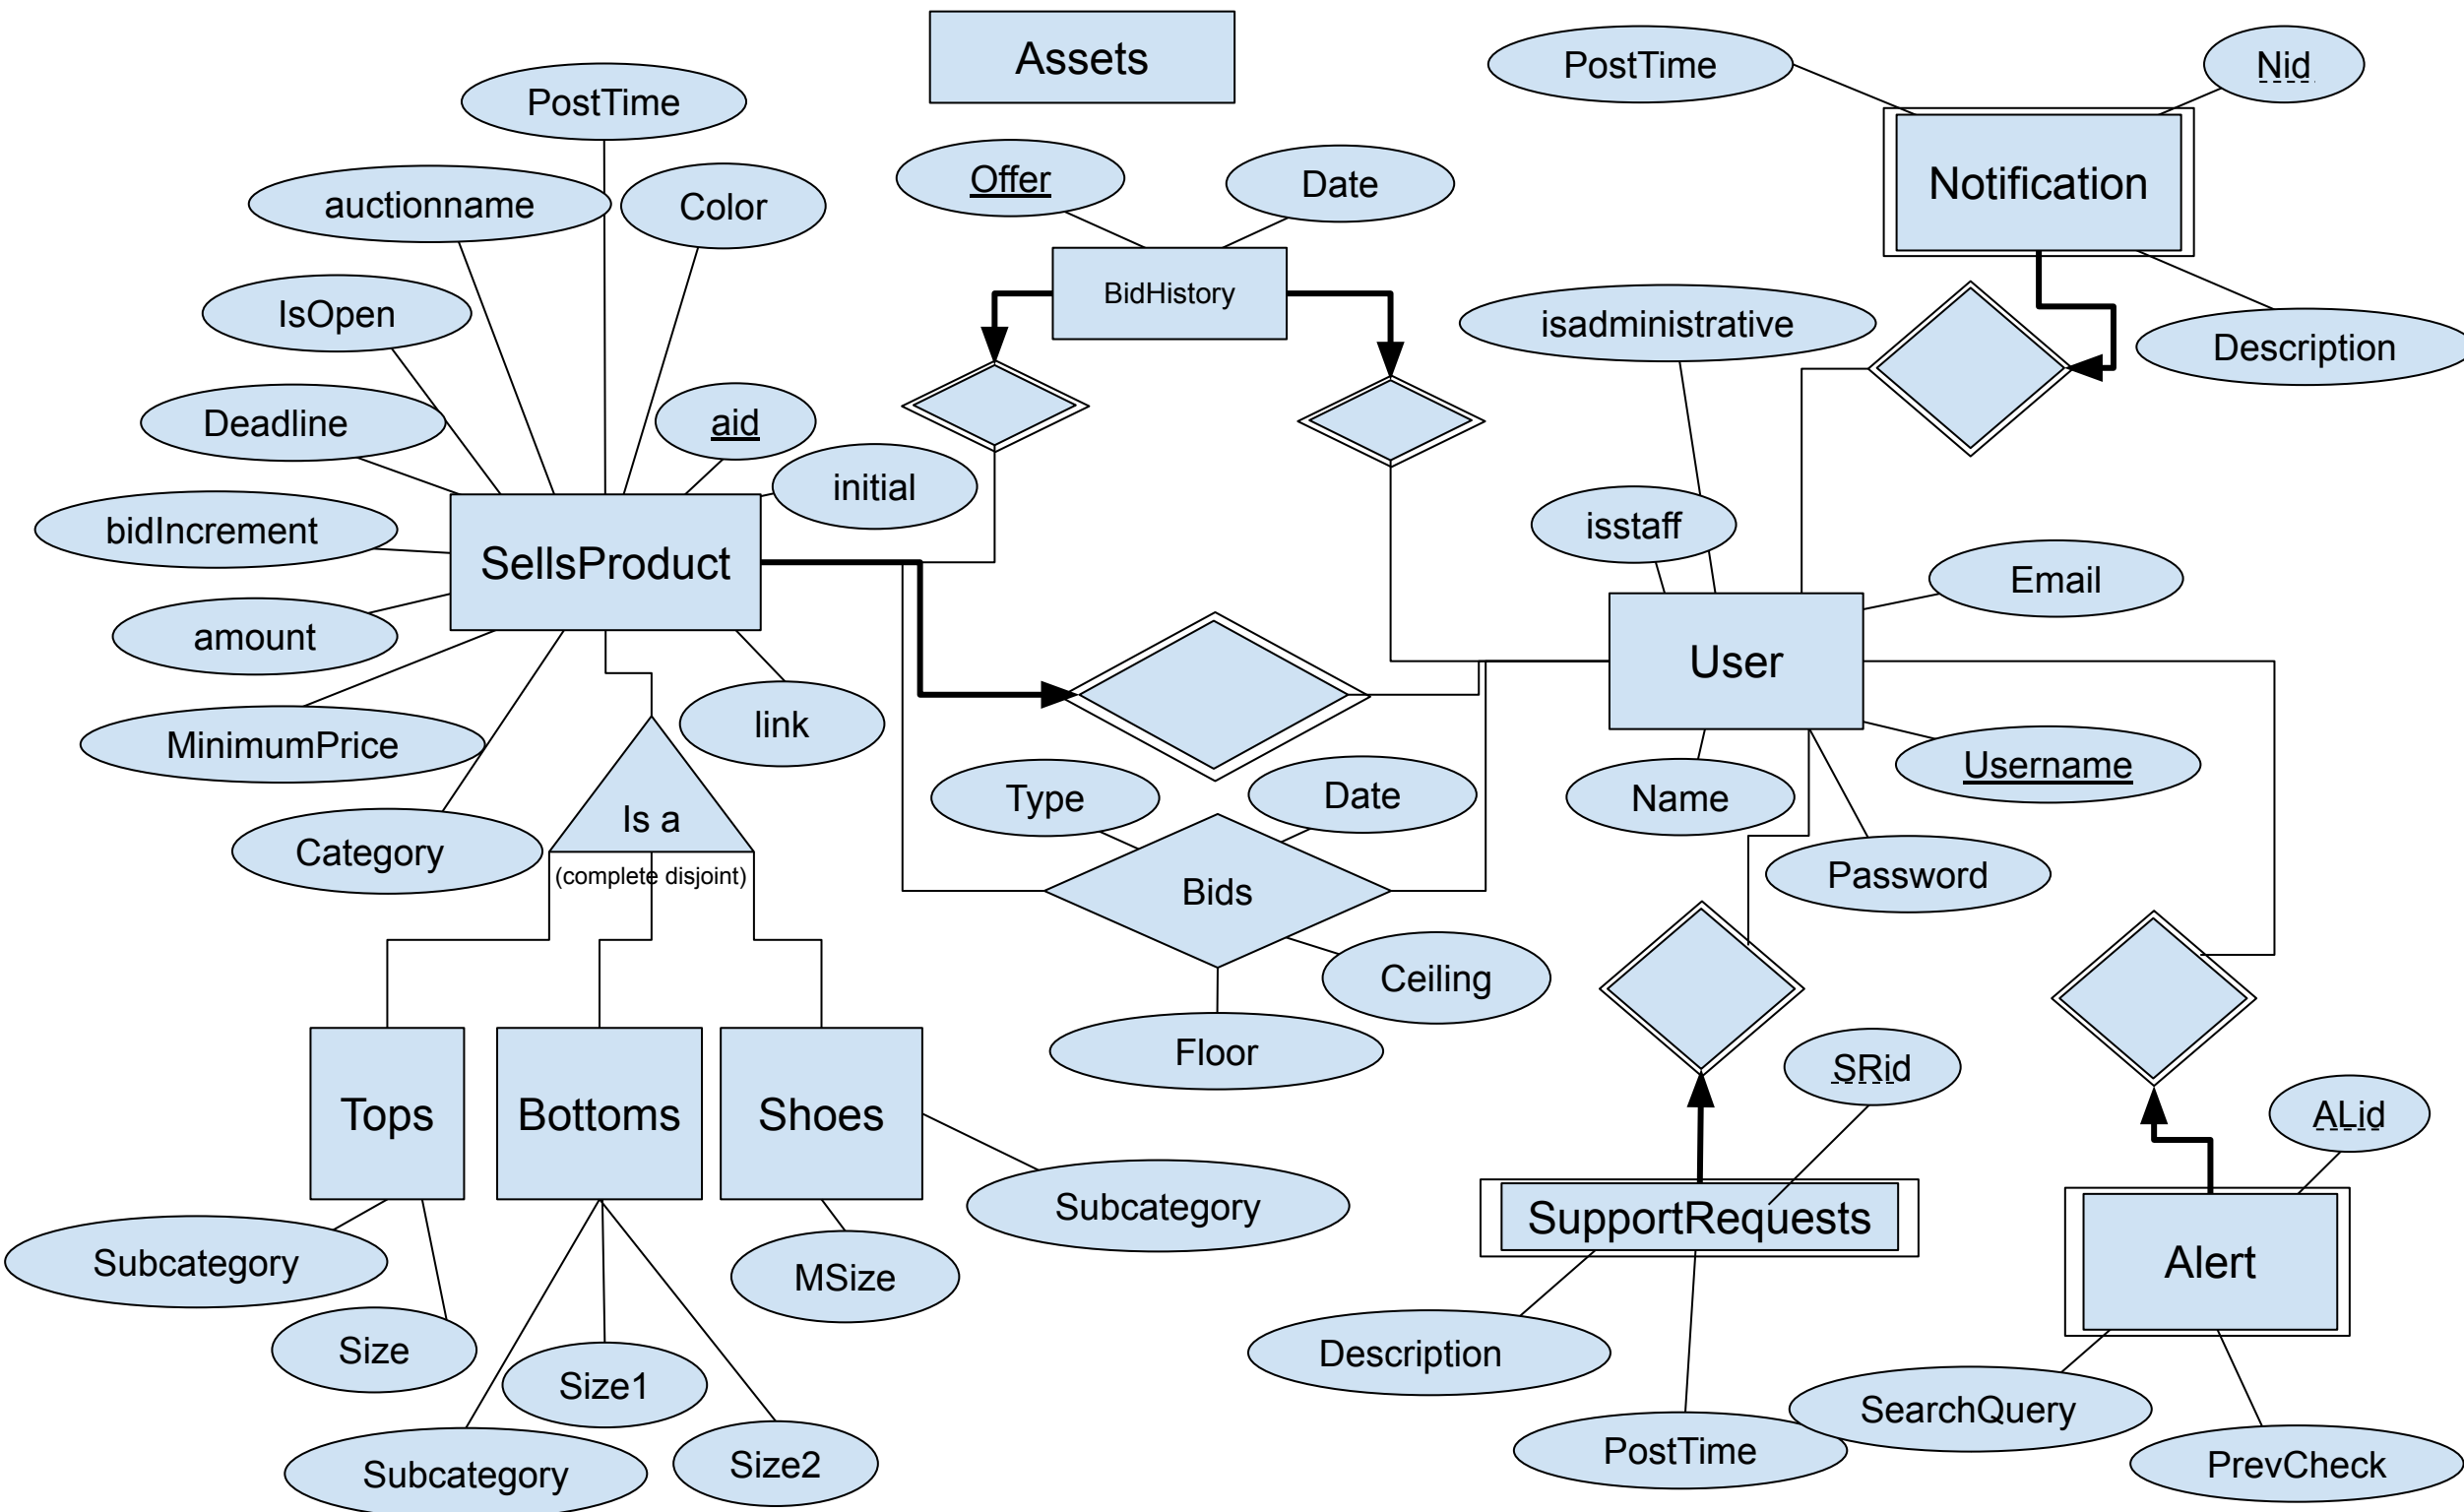 Assets
PostTime
Nid
PostTime
Notification
auctionname
Color
Offer
Date
BidHistory
IsOpen
isadministrative
Description
Deadline
aid
initial
bidIncrement
isstaff
SellsProduct
Email
amount
User
MinimumPrice
link
Username
Type
Date
Name
Is a
Category
(complete disjoint)
Bids
Password
Ceiling
Floor
SRid
Tops
Bottoms
Shoes
ALid
Subcategory
SupportRequests
Subcategory
MSize
Alert
Size
Size1
Description
SearchQuery
Subcategory
Size2
PostTime
PrevCheck